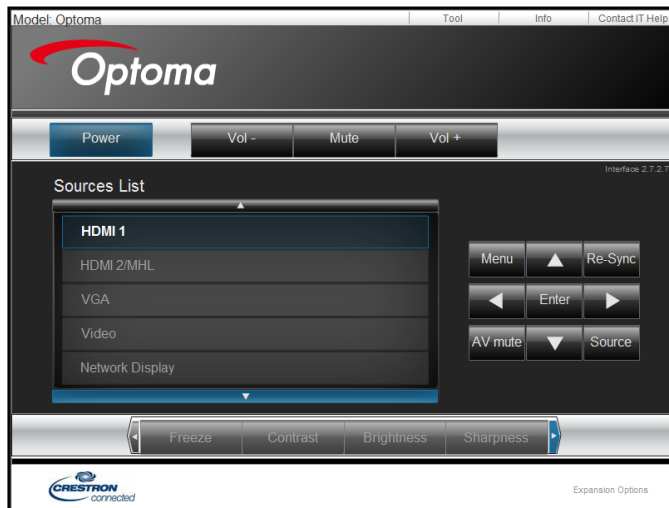 Model: Optoma
Tool Info Contact IT Help
Optoma
Power Vol - Mute Vol +
Interface 2.7.2.7
Sources List
HDMI 1
HDMI 2/MHL
VGA
Video
Network Display
Menu Re-Sync
Enter
AV mute Source
Freeze Contrast Brightness Sharpness
CRESTRON
connected
Expansion Options